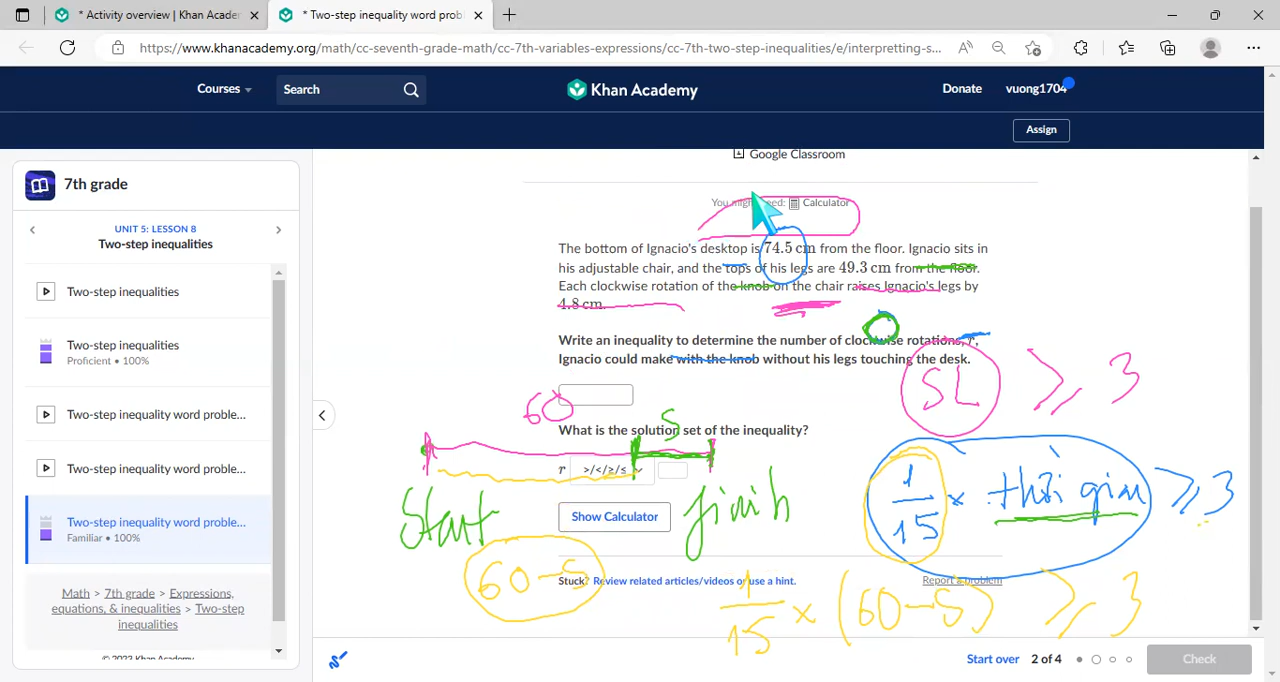 * Activity overview | Khan Acader
* Two-step inequality word probl
https://www.khanacademy.org/math/cc-seventh-grade-math/cc-7th-variables-expressions/cc-7th-two-step-inequalities/e/interpretting-s...
Courses
Search
Khan Academy
Donate
vuong1704
Assign
7th grade
UNIT 5: LESSON 8
Two-step inequalities
Two-step inequalities
Two-step inequalities
Proficient • 100%
Two-step inequality word proble...
Two-step inequality word proble...
Two-step inequality word proble...
Familiar • 100%
Math > 7th grade > Expressions,
equations, & inequalities > Two-step
inequalities
© 2023 Khan Academy
Google Classroom
You might need: Calculator
The bottom of Ignacio's desktop is 74.5 cm from the floor. Ignacio sits in
his adjustable chair, and the tops of his legs are 49.3 cm from the floor.
Each clockwise rotation of the knob on the chair raises Ignacio's legs by
4.8 cm.
Write an inequality to determine the number of clockwise rotations, r,
Ignacio could make with the knob without his legs touching the desk.
SL ≥ 3
60
What is the solution set of the inequality?
S
r >/</≥/≤
Start
finish
1/15 × thời gian ≥ 3
Show Calculator
60 - S
Stuck? Review related articles/videos or use a hint.
Report a problem
1/15 × (60 - S) ≥ 3
Start over
2 of 4
Check